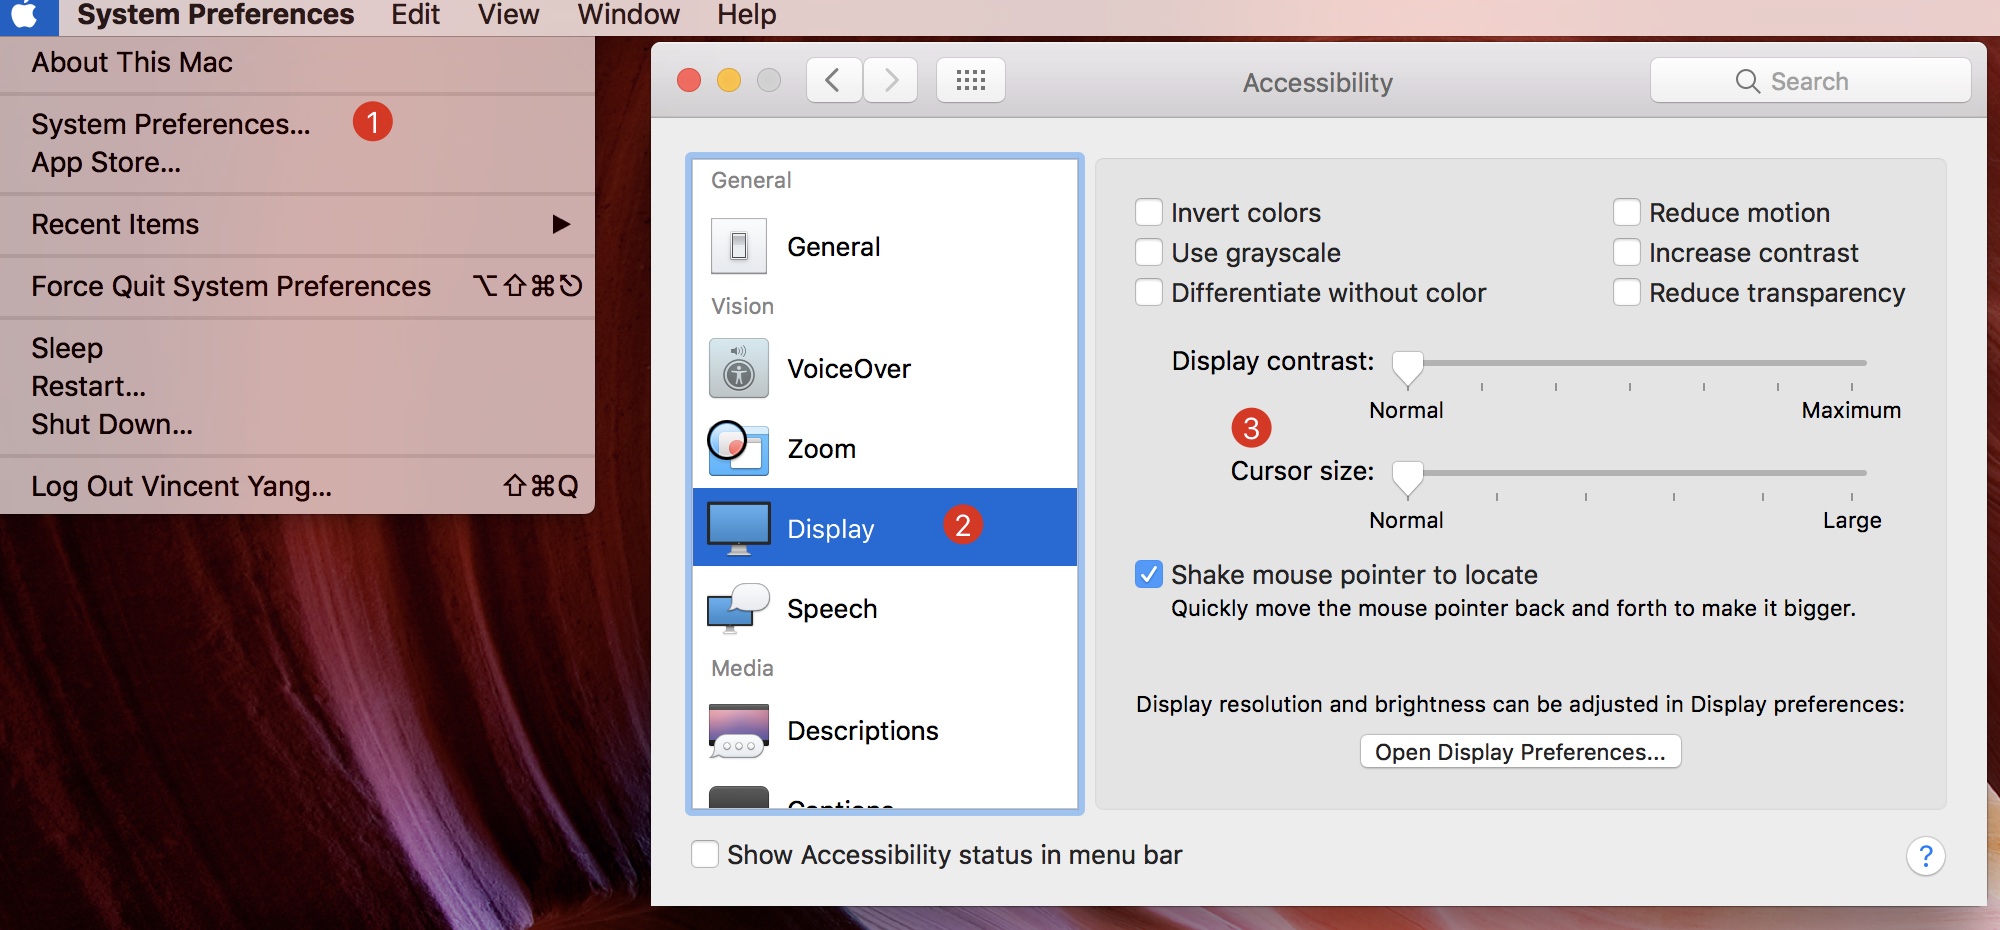 System Preferences Edit View Window Help
About This Mac
System Preferences... 1
App Store...
Recent Items ▶
Force Quit System Preferences ⌥⇧⌘⎋
Sleep
Restart...
Shut Down...
Log Out Vincent Yang... ⇧⌘Q
Accessibility
Search
General
General
Vision
VoiceOver
Zoom
Display 2
Speech
Media
Descriptions
Captions
Invert colors
Reduce motion
Use grayscale
Increase contrast
Differentiate without color
Reduce transparency
Display contrast:
Normal Maximum
3
Cursor size:
Normal Large
Shake mouse pointer to locate
Quickly move the mouse pointer back and forth to make it bigger.
Display resolution and brightness can be adjusted in Display preferences:
Open Display Preferences...
Show Accessibility status in menu bar
?